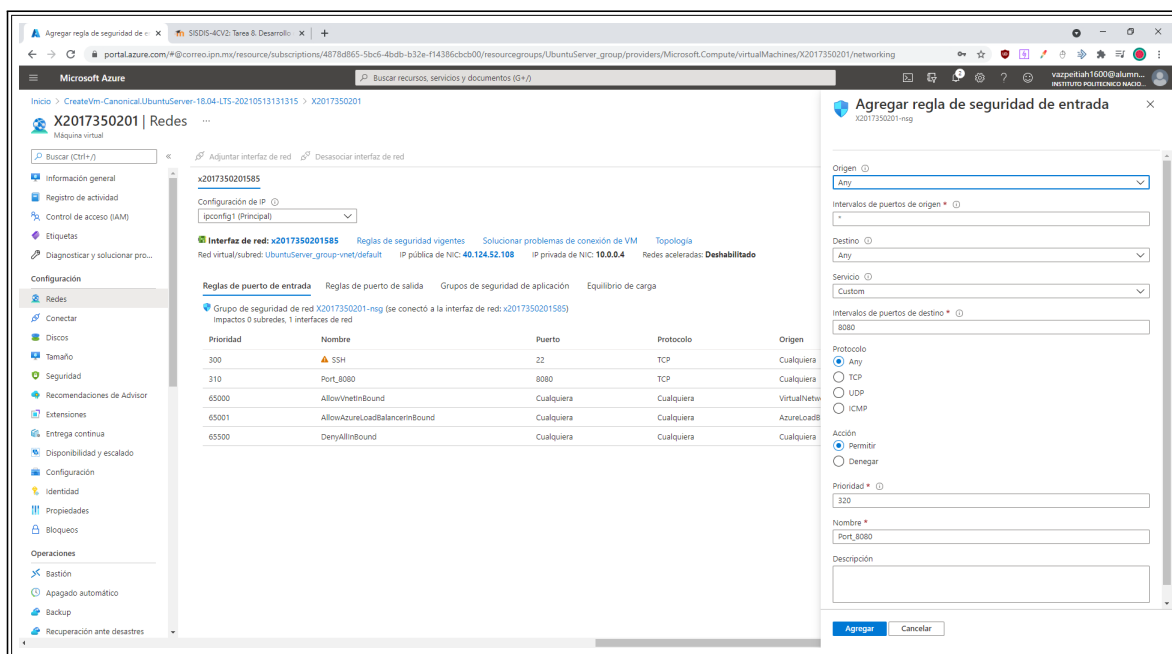 Agregar regla de seguridad de e
SISDIS-4CV2: Tarea 8. Desarrollo
portal.azure.com/#@correo.ipn.mx/resource/subscriptions/4878d865-5bc6-4bdb-b32e-f14386cbcb00/resourcegroups/UbuntuServer_group/providers/Microsoft.Compute/virtualMachines/X2017350201/networking
Microsoft Azure
Buscar recursos, servicios y documentos (G+/)
vazpeitiah1600@alumn...
INSTITUTO POLITECNICO NACIO...
Inicio > CreateVm-Canonical.UbuntuServer-18.04-LTS-20210513131315 > X2017350201
X2017350201 | Redes ...
Máquina virtual
Buscar (Ctrl+/)
Información general
Registro de actividad
Control de acceso (IAM)
Etiquetas
Diagnosticar y solucionar pro...
Configuración
Redes
Conectar
Discos
Tamaño
Seguridad
Recomendaciones de Advisor
Extensiones
Entrega continua
Disponibilidad y escalado
Configuración
Identidad
Propiedades
Bloqueos
Operaciones
Bastión
Apagado automático
Backup
Recuperación ante desastres
Adjuntar interfaz de red Desasociar interfaz de red
x2017350201585
Configuración de IP
ipconfig1 (Principal)
Interfaz de red: x2017350201585 Reglas de seguridad vigentes Solucionar problemas de conexión de VM Topología
Red virtual/subred: UbuntuServer_group-vnet/default IP pública de NIC: 40.124.52.108 IP privada de NIC: 10.0.0.4 Redes aceleradas: Deshabilitado
Reglas de puerto de entrada Reglas de puerto de salida Grupos de seguridad de aplicación Equilibrio de carga
Grupo de seguridad de red X2017350201-nsg (se conectó a la interfaz de red: x2017350201585)
Impactos 0 subredes, 1 interfaces de red
Prioridad Nombre Puerto Protocolo Origen
300 SSH 22 TCP Cualquiera
310 Port_8080 8080 TCP Cualquiera
65000 AllowVnetInBound Cualquiera Cualquiera VirtualNetw
65001 AllowAzureLoadBalancerInBound Cualquiera Cualquiera AzureLoadB
65500 DenyAllInBound Cualquiera Cualquiera Cualquiera
Agregar regla de seguridad de entrada
X2017350201-nsg
Origen
Any
Intervalos de puertos de origen *
*
Destino
Any
Servicio
Custom
Intervalos de puertos de destino *
8080
Protocolo
Any
TCP
UDP
ICMP
Acción
Permitir
Denegar
Prioridad *
320
Nombre *
Port_8080
Descripción
Agregar Cancelar